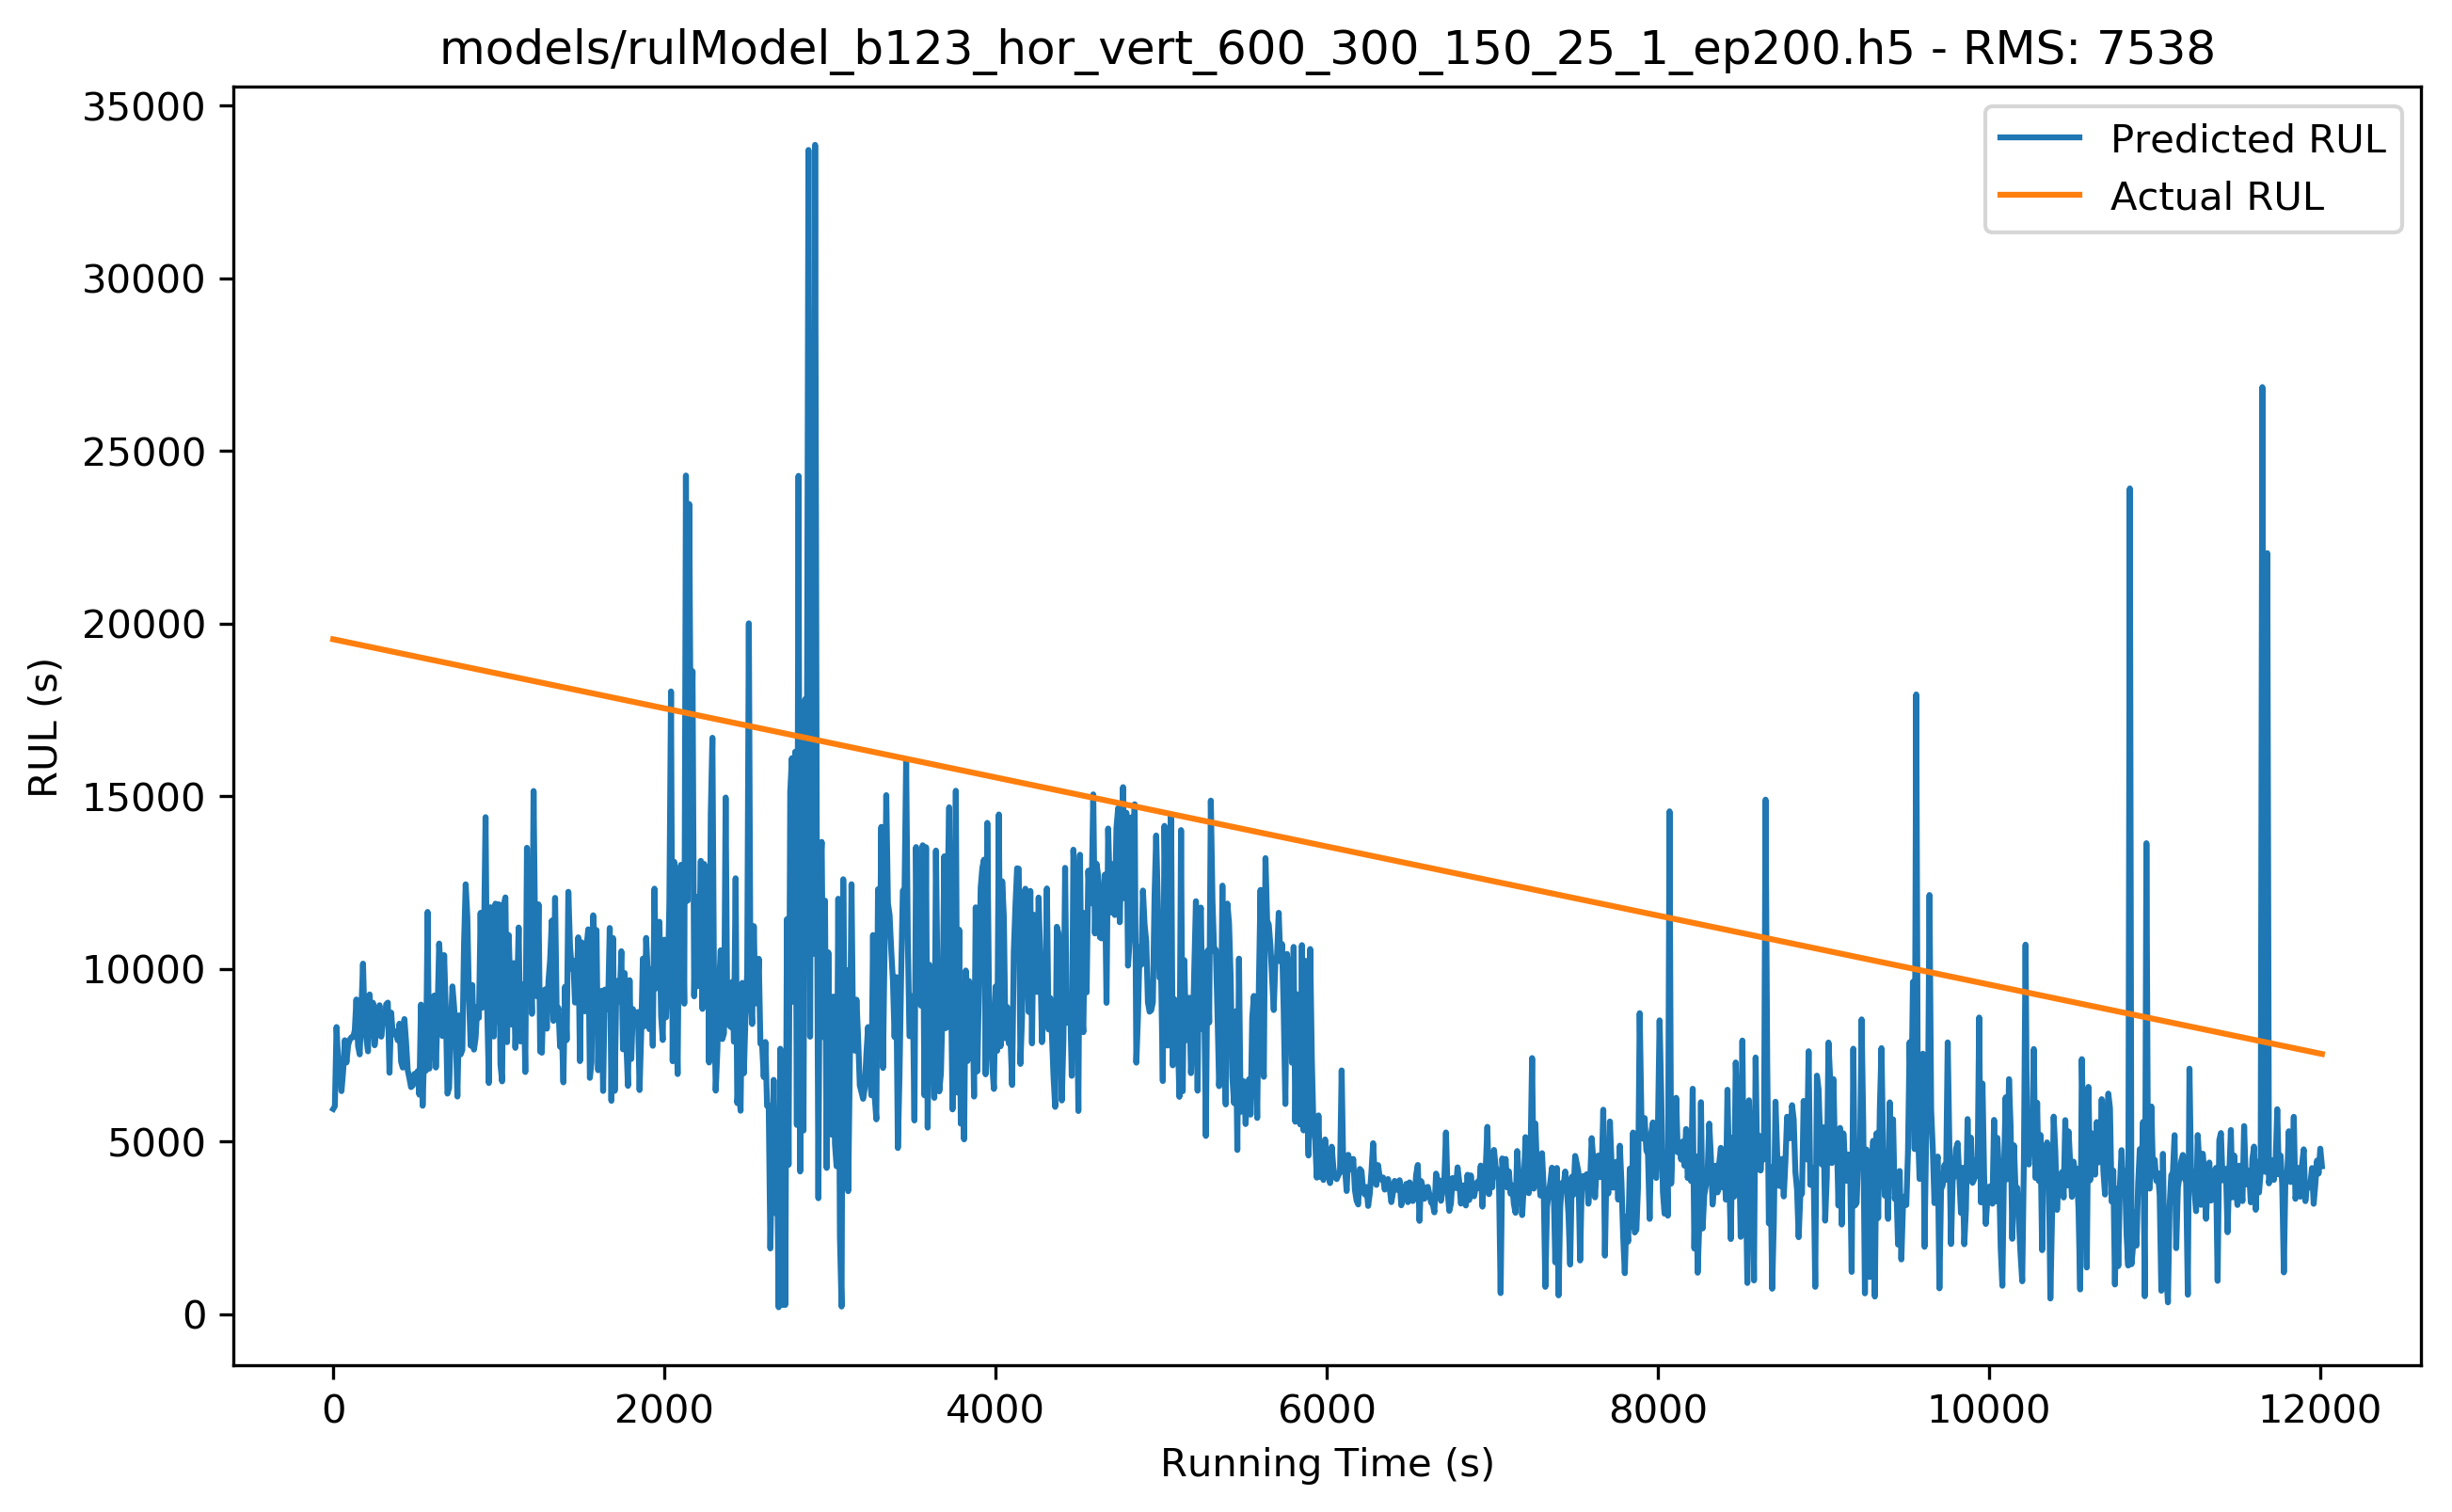 models/rulModel_b123_hor_vert_600_300_150_25_1_ep200.h5 - RMS: 7538
Predicted RUL
Actual RUL
35000
30000
25000
20000
15000
10000
5000
0
RUL (s)
0 2000 4000 6000 8000 10000 12000
Running Time (s)